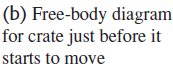 (b) Free-body diagram
for crate just before it
starts to move